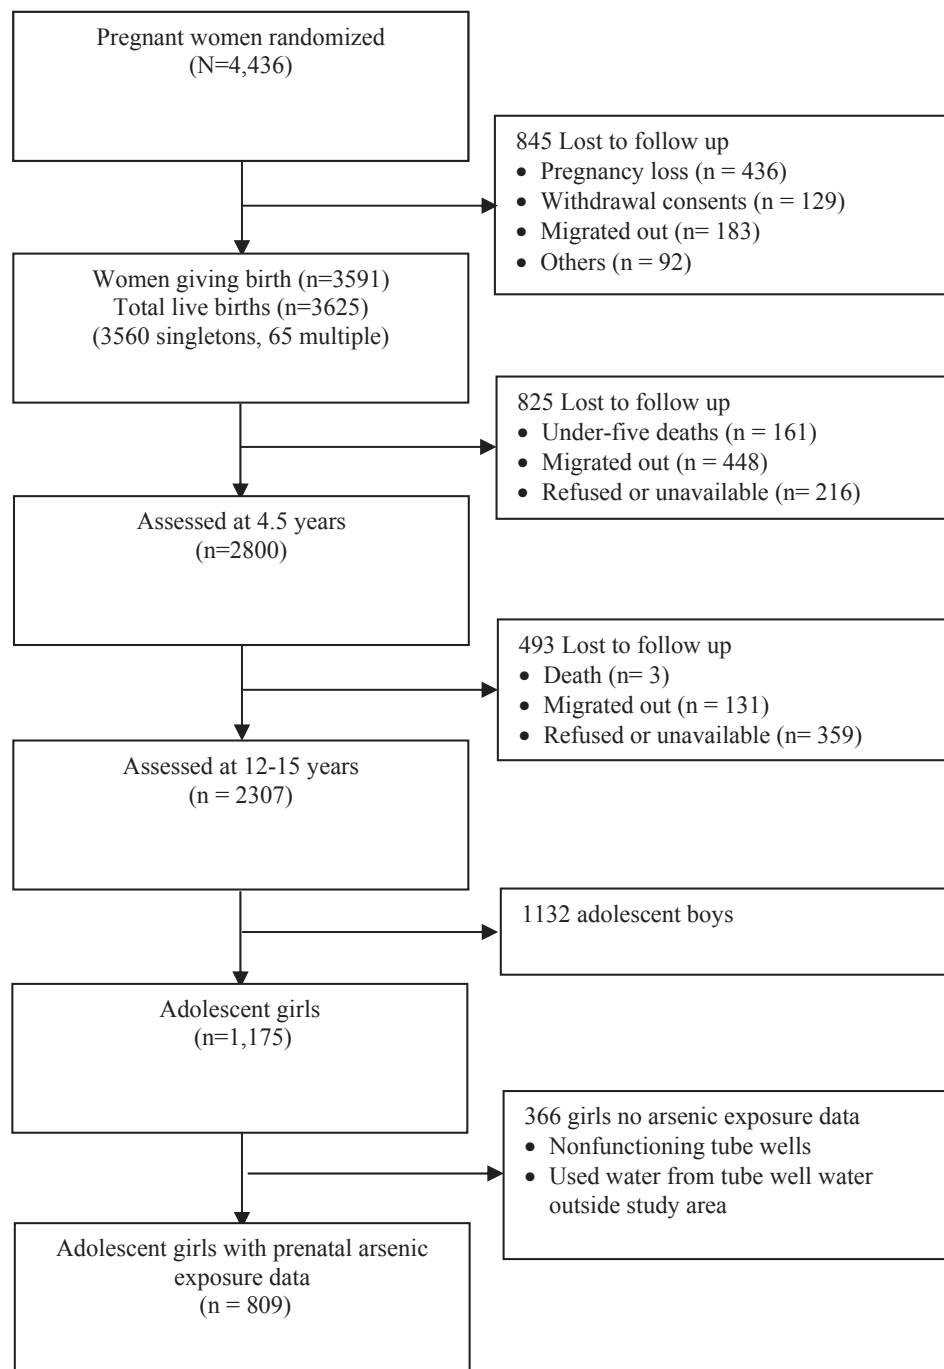 Pregnant women randomized
(N=4,436)
845 Lost to follow up
• Pregnancy loss (n = 436)
• Withdrawal consents (n = 129)
• Migrated out (n= 183)
• Others (n = 92)
Women giving birth (n=3591)
Total live births (n=3625)
(3560 singletons, 65 multiple)
825 Lost to follow up
• Under-five deaths (n = 161)
• Migrated out (n = 448)
• Refused or unavailable (n= 216)
Assessed at 4.5 years
(n=2800)
493 Lost to follow up
• Death (n= 3)
• Migrated out (n = 131)
• Refused or unavailable (n= 359)
Assessed at 12-15 years
(n = 2307)
1132 adolescent boys
Adolescent girls
(n=1,175)
366 girls no arsenic exposure data
• Nonfunctioning tube wells
• Used water from tube well water
outside study area
Adolescent girls with prenatal arsenic
exposure data
(n = 809)